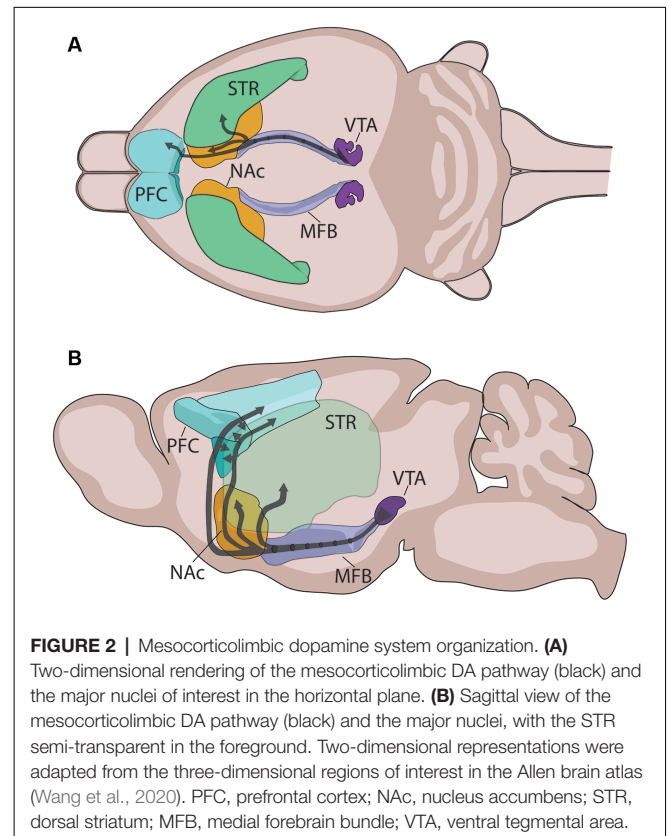 A
STR
VTA
NAc
PFC
MFB
B
PFC
STR
VTA
NAc
MFB
FIGURE 2 | Mesocorticolimbic dopamine system organization. (A)
Two-dimensional rendering of the mesocorticolimbic DA pathway (black) and
the major nuclei of interest in the horizontal plane. (B) Sagittal view of the
mesocorticolimbic DA pathway (black) and the major nuclei, with the STR
semi-transparent in the foreground. Two-dimensional representations were
adapted from the three-dimensional regions of interest in the Allen brain atlas
(Wang et al., 2020). PFC, prefrontal cortex; NAc, nucleus accumbens; STR,
dorsal striatum; MFB, medial forebrain bundle; VTA, ventral tegmental area.